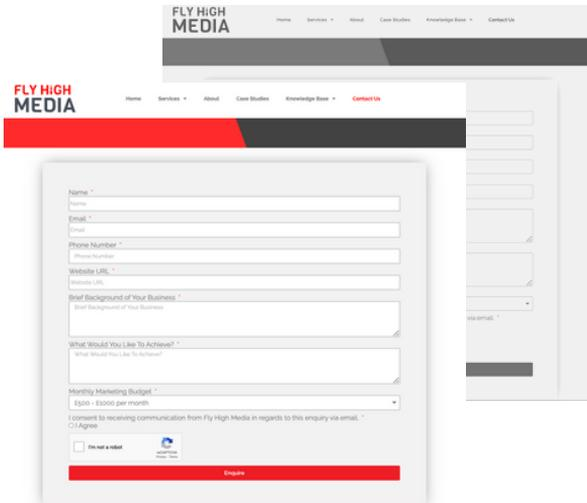 FLY HIGH
MEDIA
Home Services About Case Studies Knowledge Base Contact Us
via email. *
FLY HIGH
MEDIA
Home Services About Case Studies Knowledge Base Contact Us
Name *
Name
Email *
Email
Phone Number *
Phone Number
Website URL *
Website URL
Brief Background of Your Business *
Brief Background of Your Business
What Would You Like To Achieve? *
What Would You Like To Achieve?
Monthly Marketing Budget *
£500 - £1000 per month
I consent to receiving communication from Fly High Media in regards to this enquiry via email. *
I Agree
I'm not a robot
reCAPTCHA
Privacy - Terms
Enquire